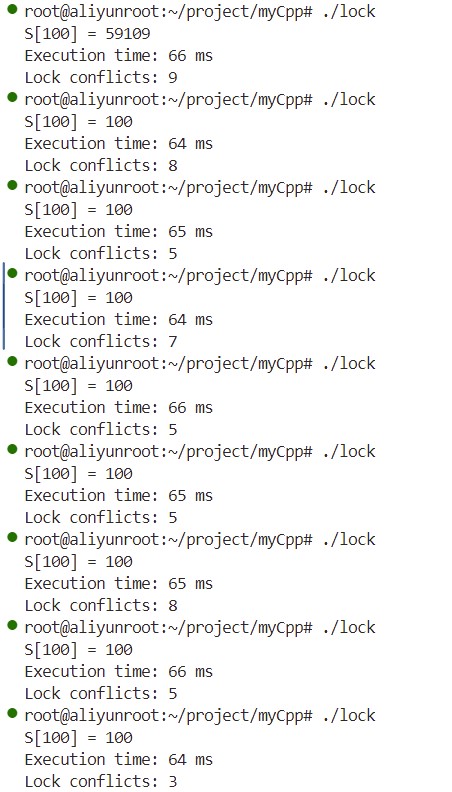 root@aliyunroot:~/project/myCpp# ./lock
S[100] = 59109
Execution time: 66 ms
Lock conflicts: 9
root@aliyunroot:~/project/myCpp# ./lock
S[100] = 100
Execution time: 64 ms
Lock conflicts: 8
root@aliyunroot:~/project/myCpp# ./lock
S[100] = 100
Execution time: 65 ms
Lock conflicts: 5
root@aliyunroot:~/project/myCpp# ./lock
S[100] = 100
Execution time: 64 ms
Lock conflicts: 7
root@aliyunroot:~/project/myCpp# ./lock
S[100] = 100
Execution time: 66 ms
Lock conflicts: 5
root@aliyunroot:~/project/myCpp# ./lock
S[100] = 100
Execution time: 65 ms
Lock conflicts: 5
root@aliyunroot:~/project/myCpp# ./lock
S[100] = 100
Execution time: 65 ms
Lock conflicts: 8
root@aliyunroot:~/project/myCpp# ./lock
S[100] = 100
Execution time: 66 ms
Lock conflicts: 5
root@aliyunroot:~/project/myCpp# ./lock
S[100] = 100
Execution time: 64 ms
Lock conflicts: 3